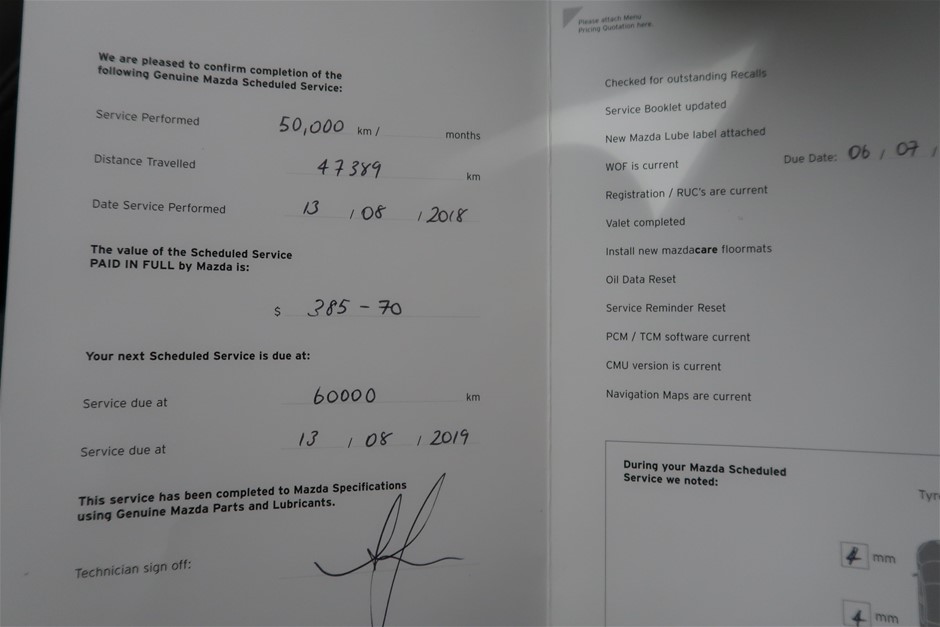 We are pleased to confirm completion of the
following Genuine Mazda Scheduled Service:
Service Performed 50,000 km / months
Distance Travelled 47389 km
Date Service Performed 13 / 08 / 2018
The value of the Scheduled Service
PAID IN FULL by Mazda is:
$ 385-70
Your next Scheduled Service is due at:
Service due at 60000 km
Service due at 13 / 08 / 2019
This service has been completed to Mazda Specifications
using Genuine Mazda Parts and Lubricants.
Technician sign off:
Please attach Menu
Pricing Quotation here.
Checked for outstanding Recalls
Service Booklet updated
New Mazda Lube label attached
WOF is current Due Date: 06 / 07 /
Registration / RUC's are current
Valet completed
Install new mazdacare floormats
Oil Data Reset
Service Reminder Reset
PCM / TCM software current
CMU version is current
Navigation Maps are current
During your Mazda Scheduled
Service we noted:
Tyr
4 mm
4 mm